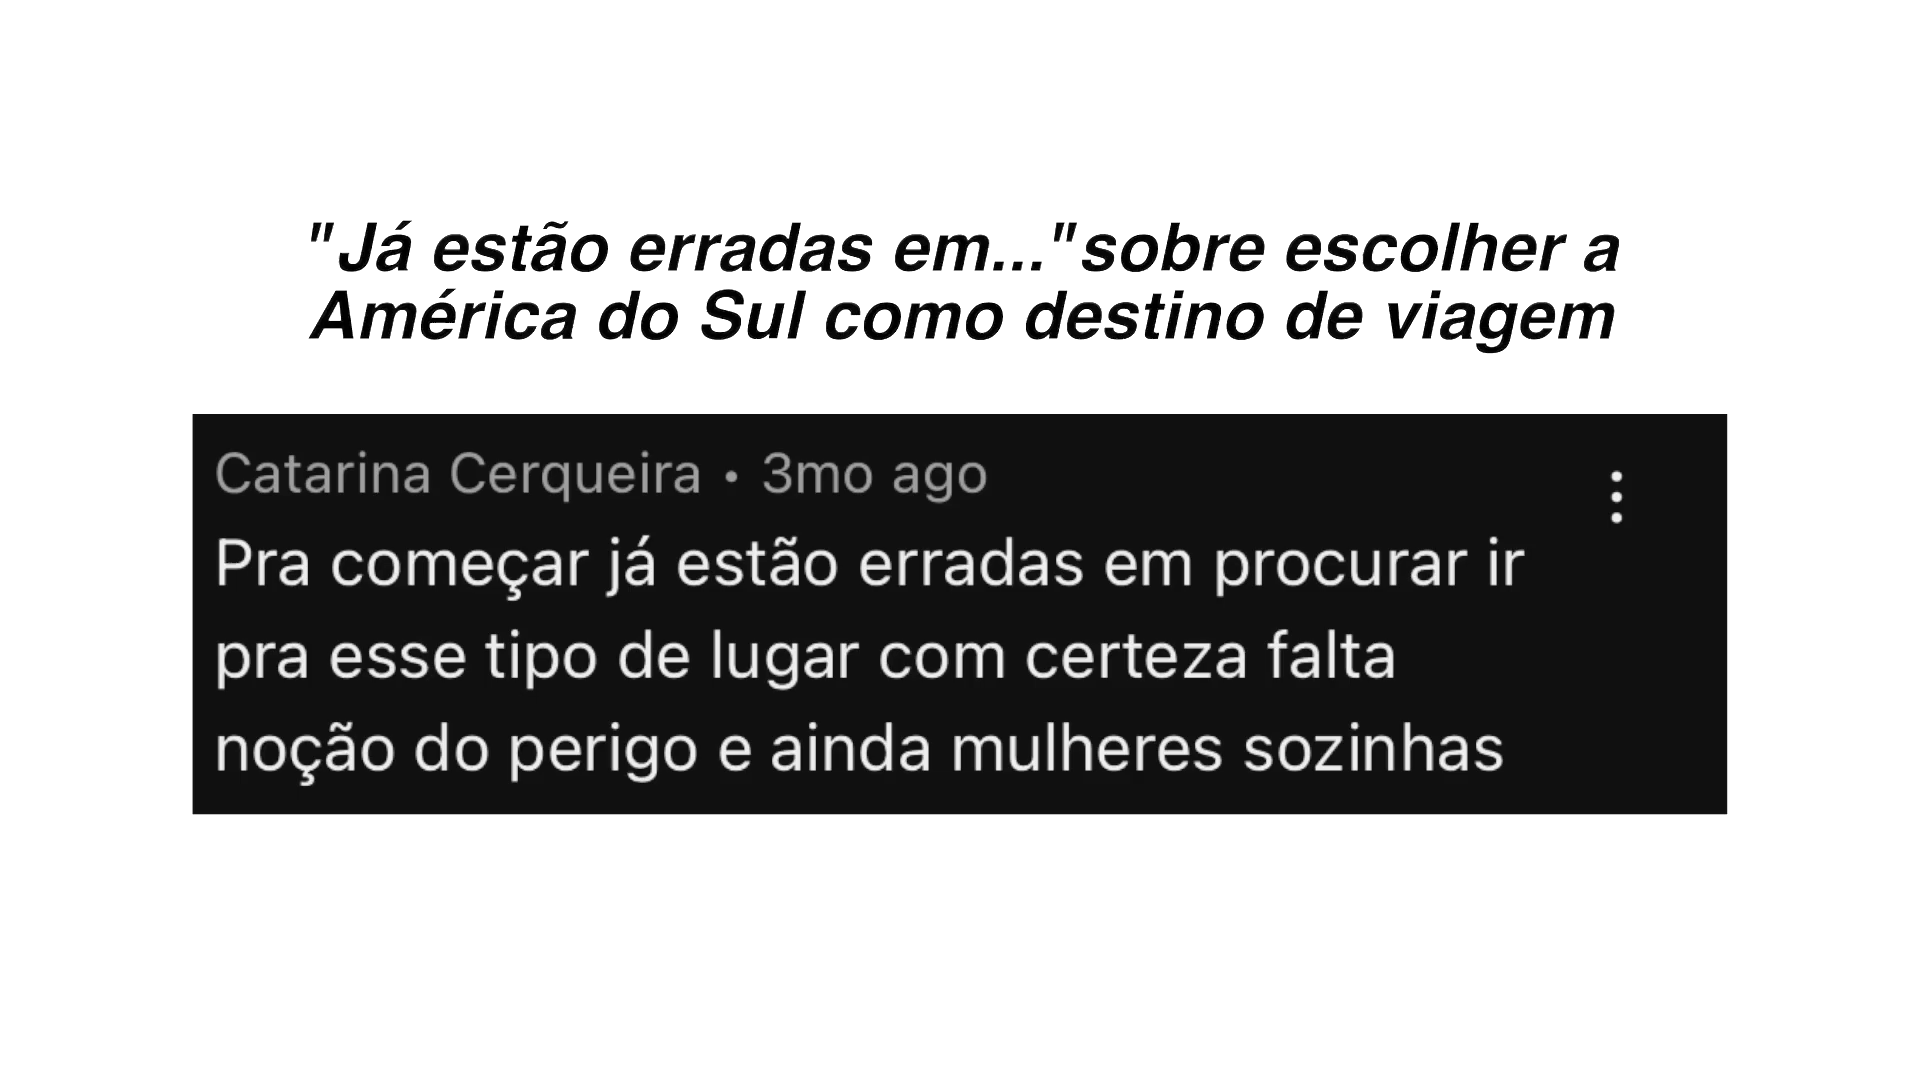 "Já estão erradas em..."sobre escolher a
América do Sul como destino de viagem
Catarina Cerqueira • 3mo ago
Pra começar já estão erradas em procurar ir
pra esse tipo de lugar com certeza falta
noção do perigo e ainda mulheres sozinhas